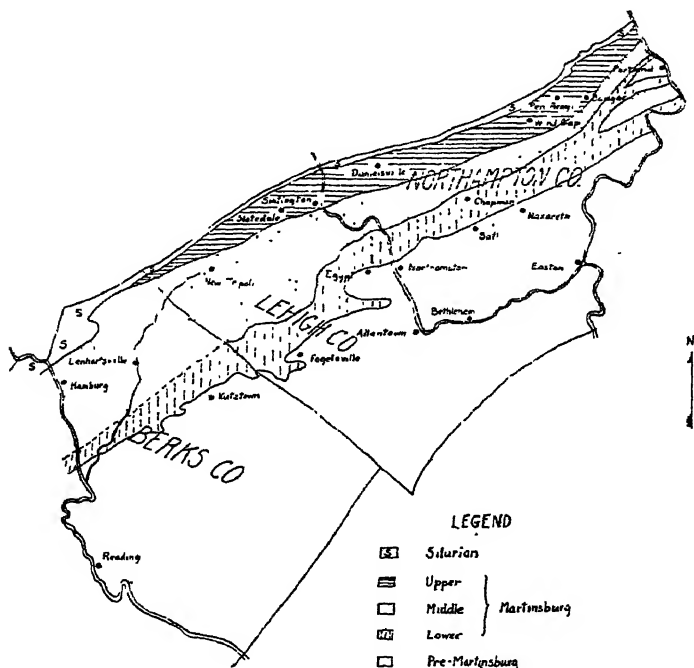 S
Portland
Pen Argyl
Bangor
S
Wind Gap
S
NORTHAMPTON CO.
Slatington
Chapman
Slatedale
Nazareth
Egypt
Northampton
Easton
LEHIGH CO
Bethlehem
Allentown
S
S
N
Lenhartsville
Fogelsville
S
Hamburg
Kutztown
BERKS CO
LEGEND
S Silurian
Reading
Upper
Middle
Martinsburg
Lower
Pre-Martinsburg